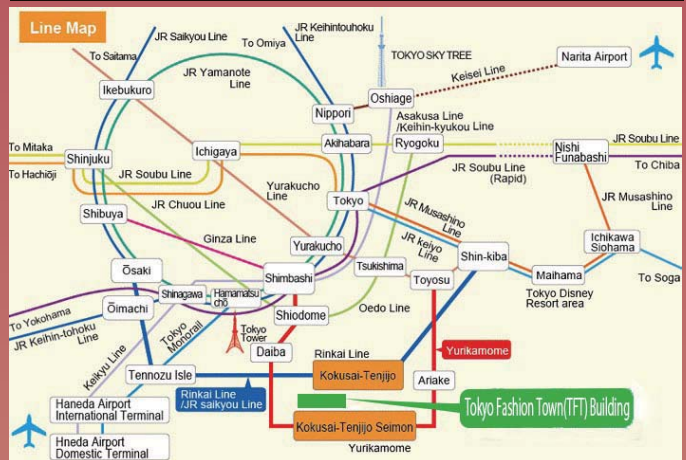 Line Map
JR Saikyou Line
To Omiya
JR Keihintouhoku
Line
TOKYO SKY TREE
Narita Airport
To Saitama
JR Yamanote
Line
Keisei Line
Ikebukuro
Oshiage
Nippori
Asakusa Line
/Keihin-kyukou Line
To Mitaka
Ichigaya
Akihabara
Ryogoku
Nishi
Funabashi
JR Soubu Line
Shinjuku
To Hachiōji
JR Soubu Line
JR Soubu Line
(Rapid)
To Chiba
Yurakucho
Line
Tokyo
JR Chuou Line
JR Musashino
Line
JR Musashino
Line
Shibuya
Ginza Line
Yurakucho
JR keiyo
Line
Shin-kiba
Ichikawa
Siohama
Ōsaki
Shimbashi
Tsukishima
Toyosu
Maihama
To Soga
Tokyo Disney
Resort area
Shinagawa
Hamamatsu
chō
Ōimachi
Shiodome
Oedo Line
To Yokohama
JR Keihin-tohoku
Line
Tokyo
Monorail
Tokyo
Tower
Keikyu Line
Daiba
Rinkai Line
Yurikamome
Tennozu Isle
Kokusai-Tenjijo
Ariake
Rinkai Line
/JR saikyou Line
Haneda Airport
International Terminal
Tokyo Fashion Town(TFT) Building
Kokusai-Tenjijo Seimon
Hneda Airport
Domestic Terminal
Yurikamome